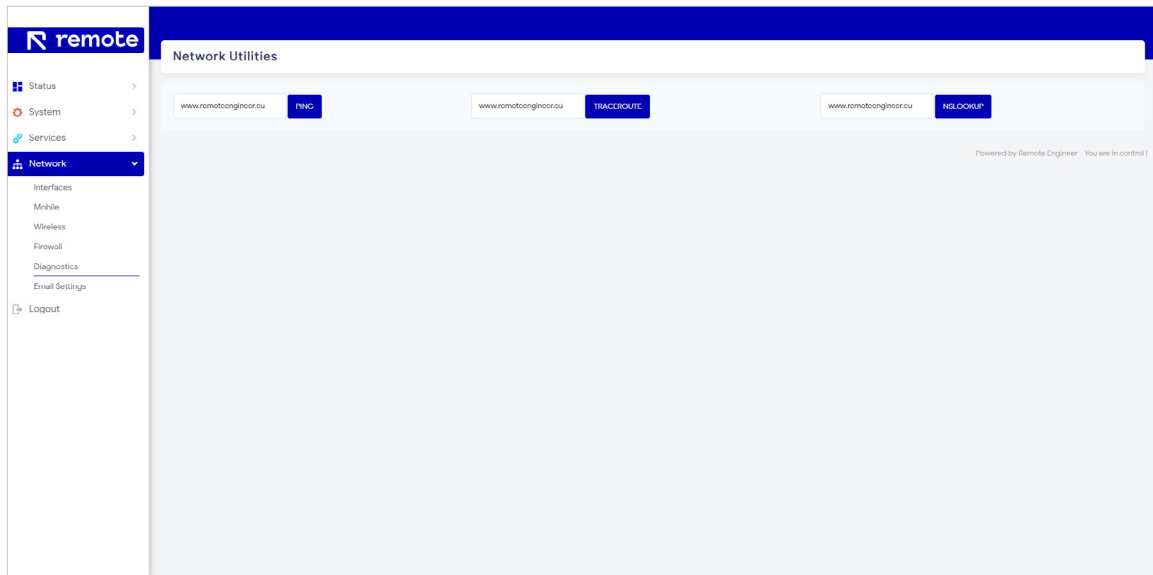 remote
Network Utilities
Status
System
Services
Network
Interfaces
Mobile
Wireless
Firewall
Diagnostics
Email Settings
Logout
www.remoteengineer.eu PING
www.remoteengineer.eu TRACEROUTE
www.remoteengineer.eu NSLOOKUP
Powered by Remote Engineer You are in control !